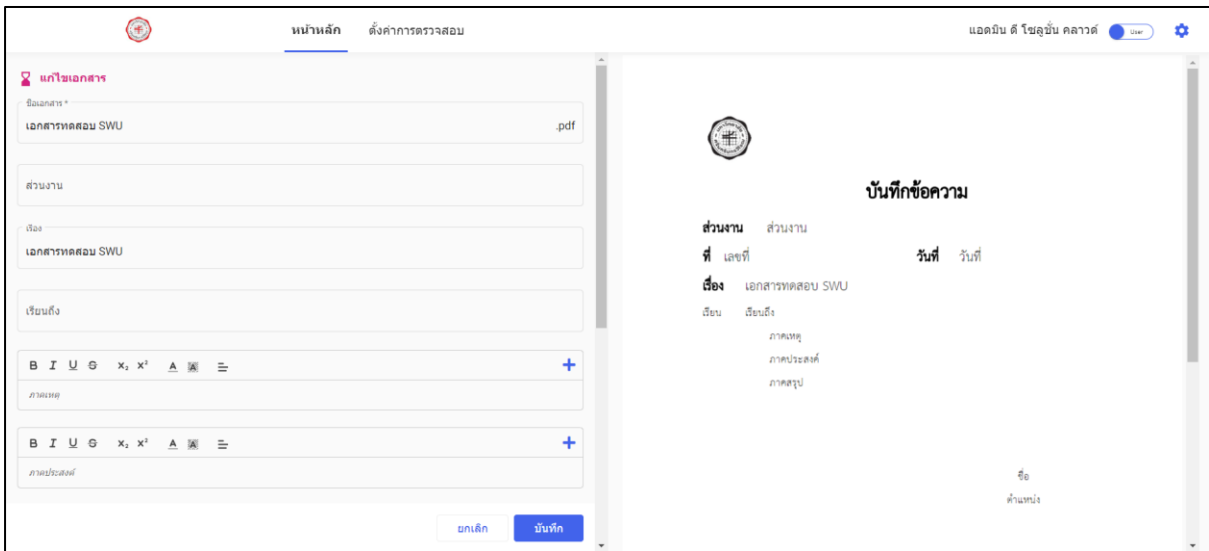 หน้าหลัก ตั้งค่าการตรวจสอบ แอดมิน ดี โซลูชั่น คลาวด์ User
แก้ไขเอกสาร
ชื่อเอกสาร *
เอกสารทดสอบ SWU .pdf
ส่วนงาน
เรื่อง
เอกสารทดสอบ SWU
เรียนถึง
B I U S X₂ X² A A
ภาคเหตุ
B I U S X₂ X² A A
ภาคประสงค์
ยกเลิก บันทึก
บันทึกข้อความ
ส่วนงาน ส่วนงาน
ที่ เลขที่ วันที่ วันที่
เรื่อง เอกสารทดสอบ SWU
เรียน เรียนถึง
ภาคเหตุ
ภาคประสงค์
ภาคสรุป
ชื่อ
ตำแหน่ง